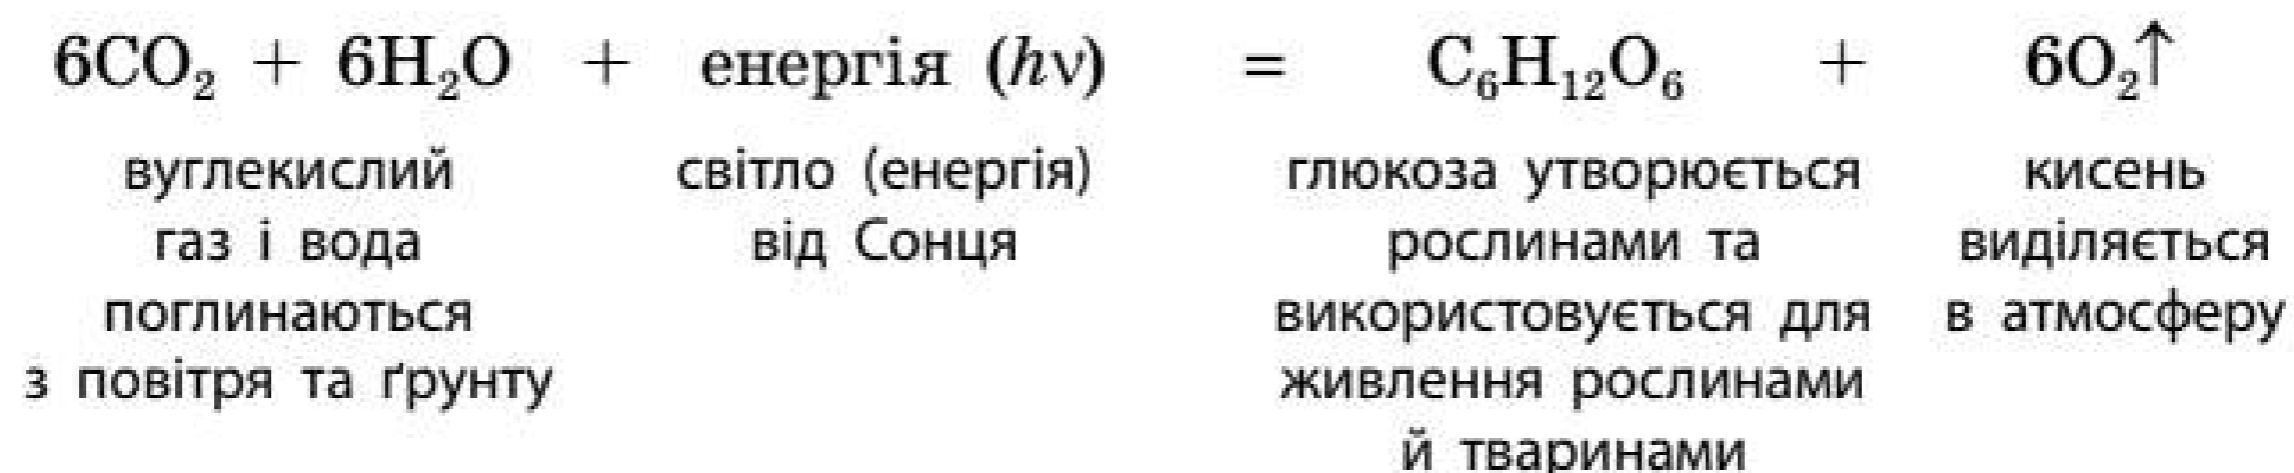 6CO₂ + 6H₂O + енергія (hν) = C₆H₁₂O₆ + 6O₂↑
вуглекислий
газ і вода
поглинаються
з повітря та ґрунту
світло (енергія)
від Сонця
глюкоза утворюється
рослинами та
використовується для
живлення рослинами
й тваринами
кисень
виділяється
в атмосферу